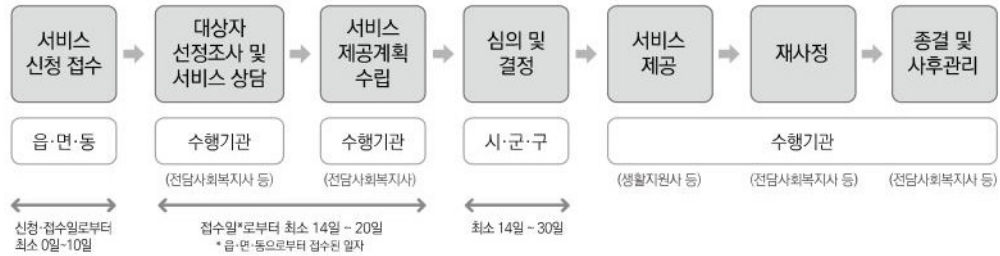 서비스
신청 접수
대상자
선정조사 및
서비스 상담
서비스
제공계획
수립
심의 및
결정
서비스
제공
재사정
종결 및
사후관리
읍·면·동
수행기관
수행기관
시·군·구
수행기관
(전담사회복지사 등)
(전담사회복지사)
(생활지원사 등)
(전담사회복지사 등)
(전담사회복지사 등)
신청·접수일로부터
최소 0일~10일
접수일*로부터 최소 14일 ~ 20일
* 읍·면·동으로부터 접수된 일자
최소 14일 ~ 30일